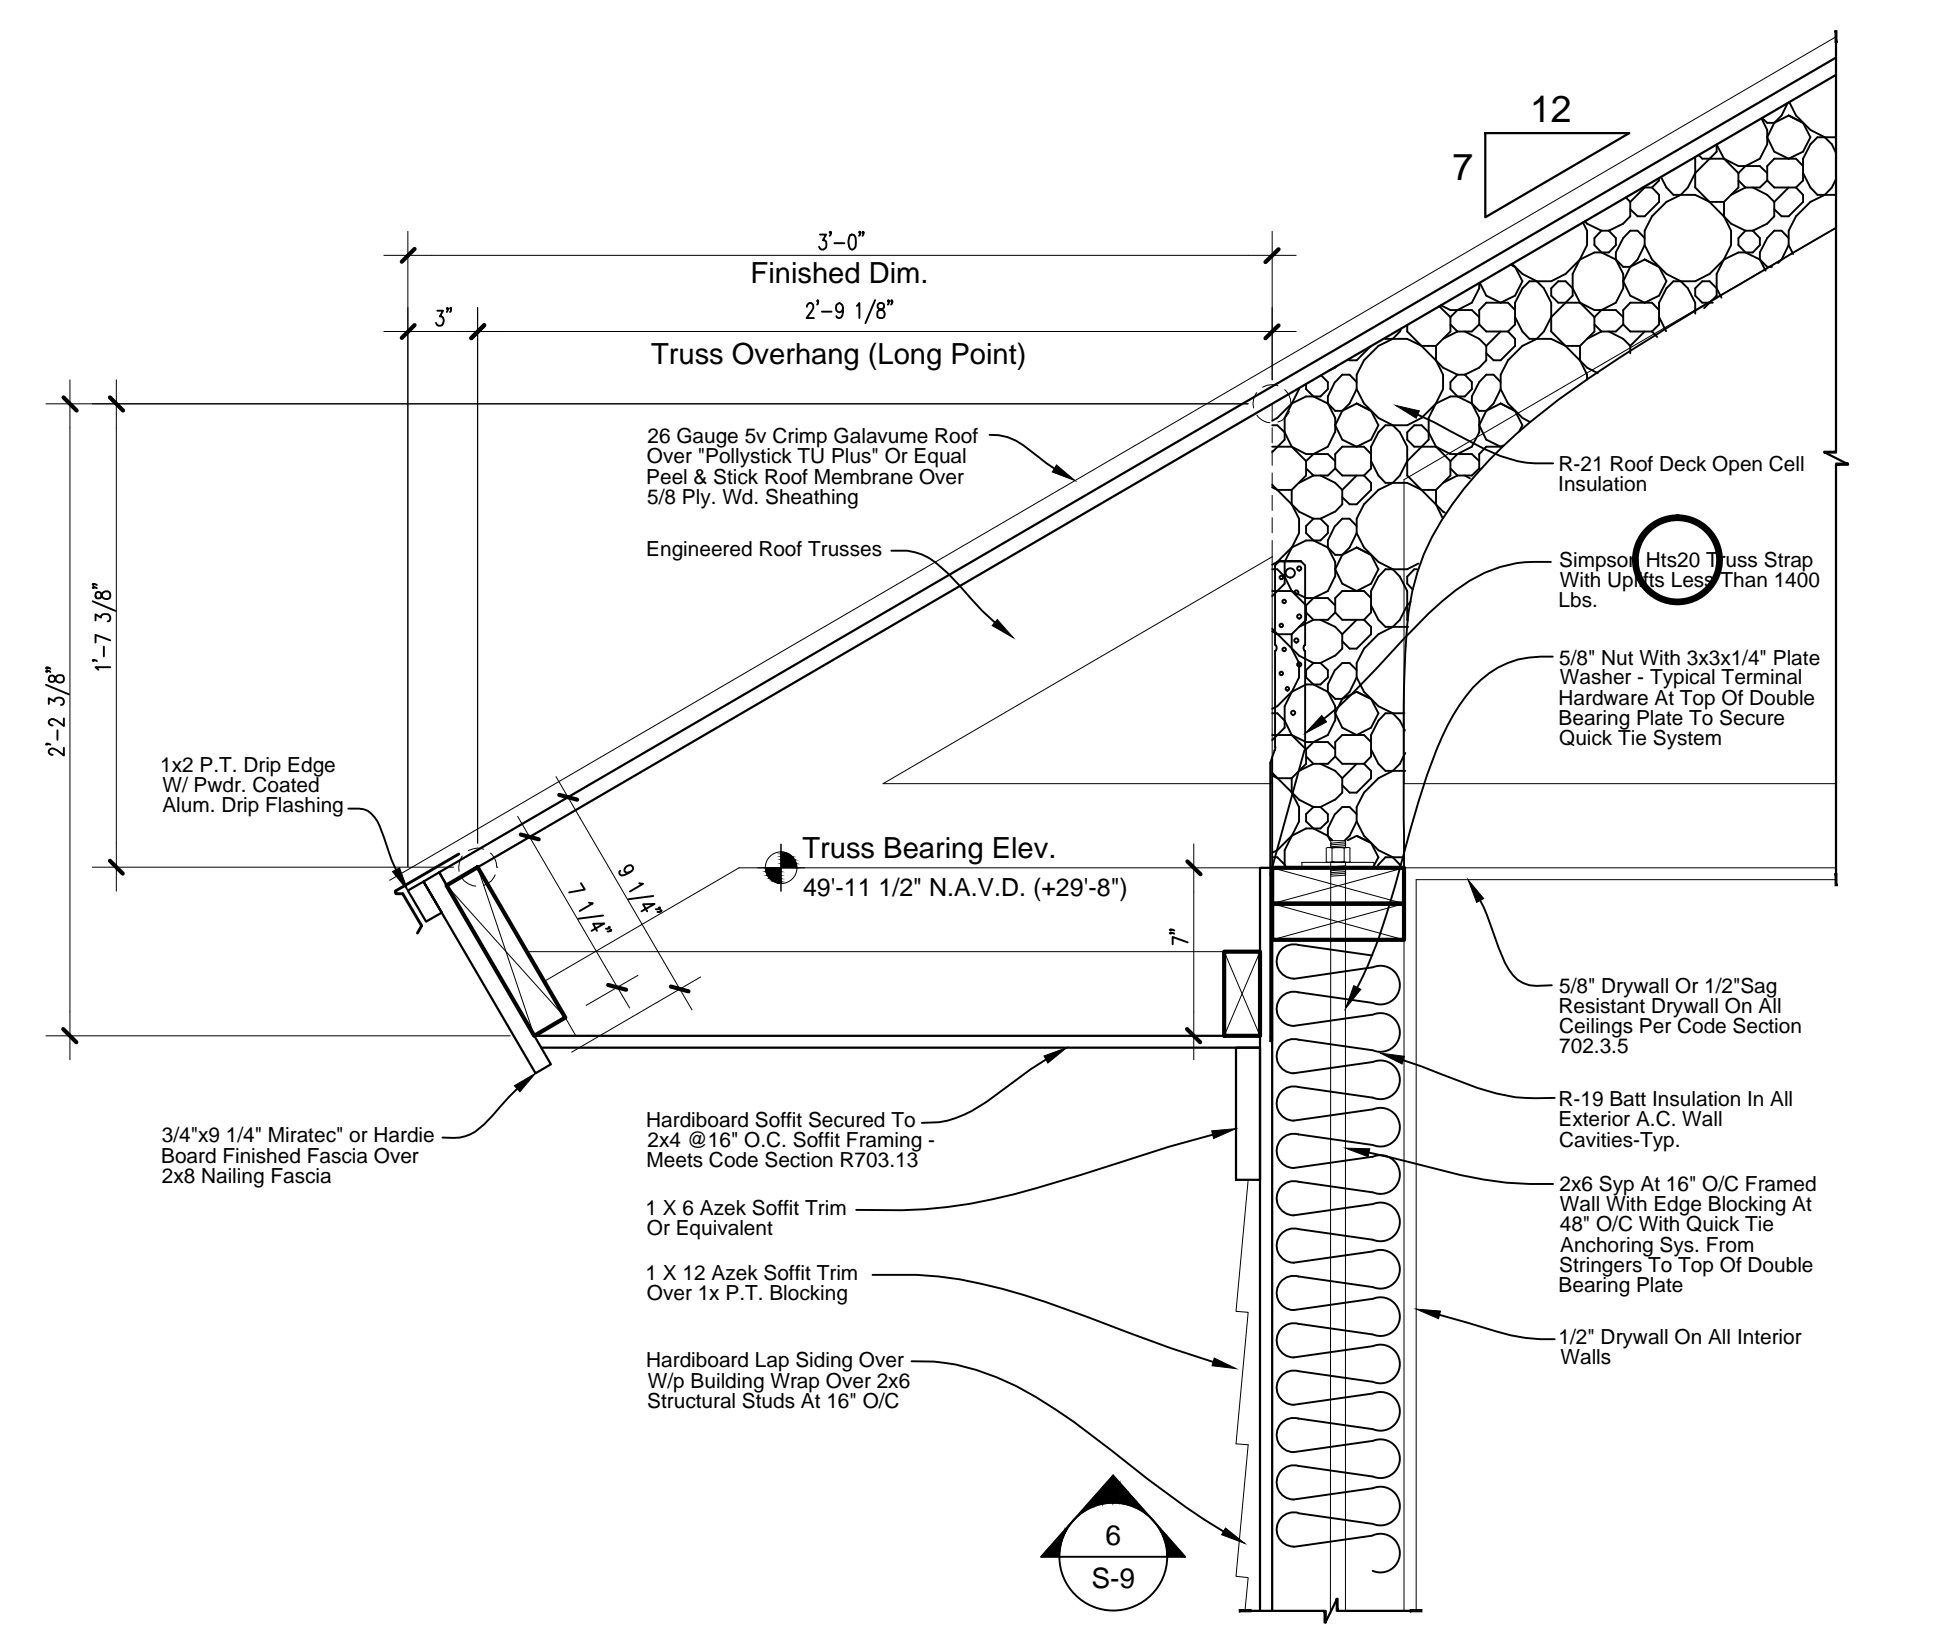 12
7
3'-0"
Finished Dim.
3"
2'-9 1/8"
Truss Overhang (Long Point)
2'-2 3/8"
1'-7 3/8"
26 Gauge 5v Crimp Galavume Roof
Over "Pollystick TU Plus" Or Equal
Peel & Stick Roof Membrane Over
5/8 Ply. Wd. Sheathing
Engineered Roof Trusses
R-21 Roof Deck Open Cell
Insulation
Simpson Hts20 Truss Strap
With Uplifts Less Than 1400
Lbs.
5/8" Nut With 3x3x1/4" Plate
Washer - Typical Terminal
Hardware At Top Of Double
Bearing Plate To Secure
Quick Tie System
1x2 P.T. Drip Edge
W/ Pwdr. Coated
Alum. Drip Flashing
Truss Bearing Elev.
49'-11 1/2" N.A.V.D. (+29'-8")
9 1/4"
7 1/4"
7"
5/8" Drywall Or 1/2"Sag
Resistant Drywall On All
Ceilings Per Code Section
702.3.5
3/4"x9 1/4" Miratec" or Hardie
Board Finished Fascia Over
2x8 Nailing Fascia
Hardiboard Soffit Secured To
2x4 @16" O.C. Soffit Framing -
Meets Code Section R703.13
R-19 Batt Insulation In All
Exterior A.C. Wall
Cavities-Typ.
1 X 6 Azek Soffit Trim
Or Equivalent
2x6 Syp At 16" O/C Framed
Wall With Edge Blocking At
48" O/C With Quick Tie
Anchoring Sys. From
Stringers To Top Of Double
Bearing Plate
1 X 12 Azek Soffit Trim
Over 1x P.T. Blocking
1/2" Drywall On All Interior
Walls
Hardiboard Lap Siding Over
W/p Building Wrap Over 2x6
Structural Studs At 16" O/C
6
S-9